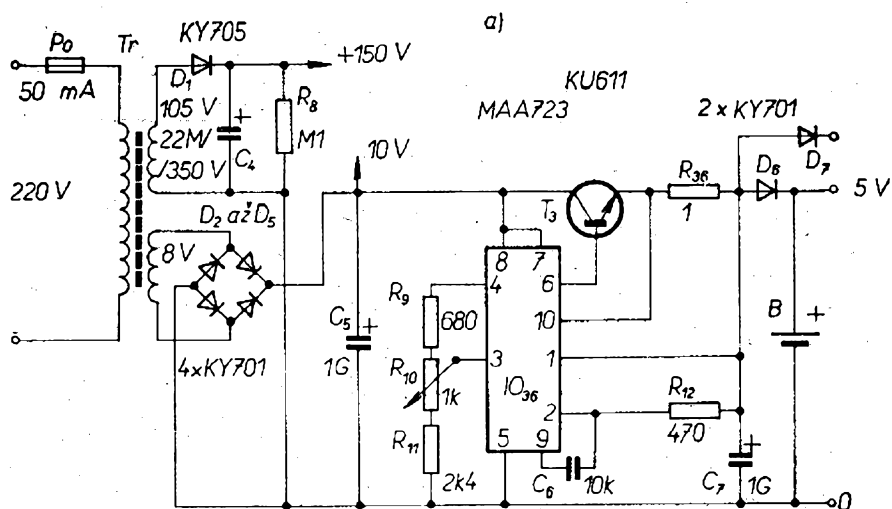 a)
Po
Tr
KY705
+150 V
50 mA
D1
105 V
22M/
/350 V
C4
R8
M1
KU611
MAA723
2 x KY701
D7
220 V
10 V
R36
1
D6
5 V
T3
D2 až D5
8 V
8
7
4
6
R9
680
10
C5
1G
B
4xKY701
R10
1k
3
1
IO36
R12
470
2
R11
2k4
5
9
C6
10k
C7
1G
0